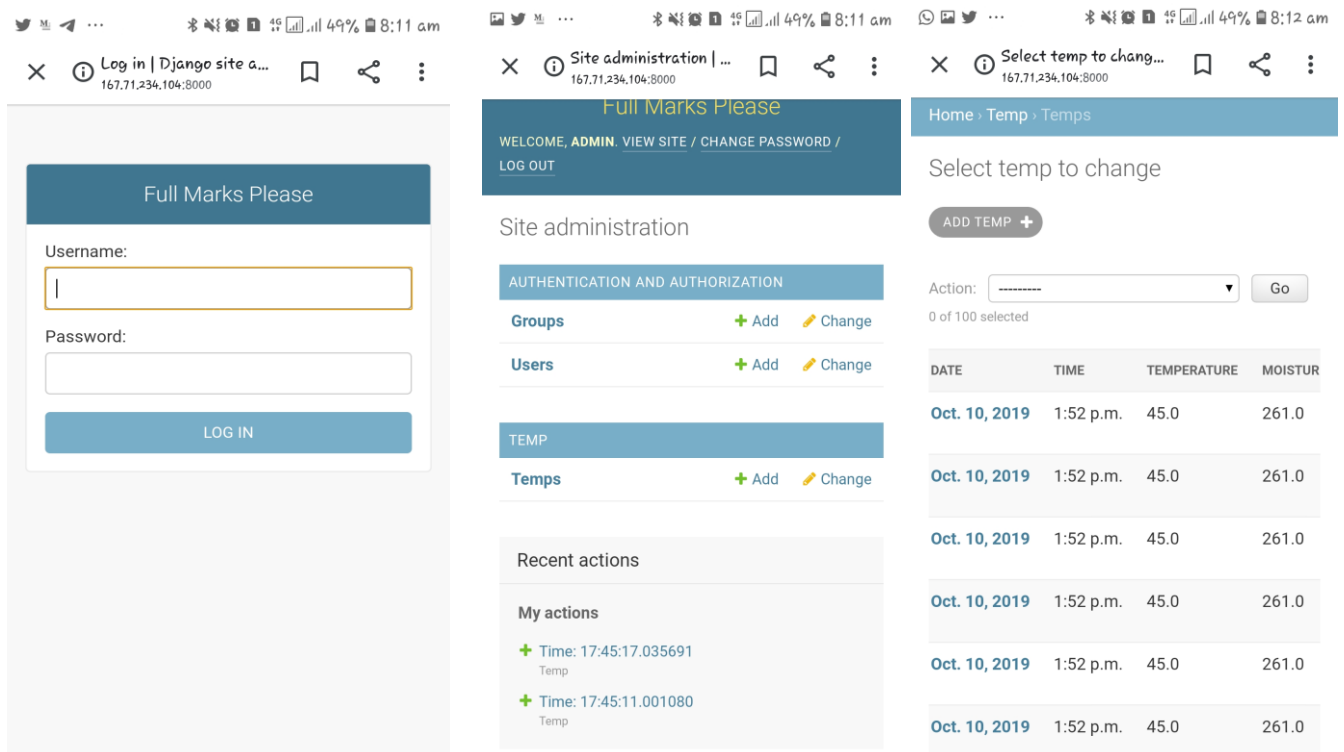 8:11 am
49%
Log in | Django site a...
167.71.234.104:8000
Full Marks Please
Username:
Password:
LOG IN
49% 8:11 am
Site administration | ...
167.71.234.104:8000
Full Marks Please
WELCOME, ADMIN. VIEW SITE / CHANGE PASSWORD /
LOG OUT
Site administration
AUTHENTICATION AND AUTHORIZATION
Groups Add Change
Users Add Change
TEMP
Temps Add Change
Recent actions
My actions
Time: 17:45:17.035691
Temp
Time: 17:45:11.001080
Temp
49% 8:12 am
Select temp to chang...
167.71.234.104:8000
Home › Temp › Temps
Select temp to change
ADD TEMP
Action: --------- Go
0 of 100 selected
DATE TIME TEMPERATURE MOISTUR
Oct. 10, 2019 1:52 p.m. 45.0 261.0
Oct. 10, 2019 1:52 p.m. 45.0 261.0
Oct. 10, 2019 1:52 p.m. 45.0 261.0
Oct. 10, 2019 1:52 p.m. 45.0 261.0
Oct. 10, 2019 1:52 p.m. 45.0 261.0
Oct. 10, 2019 1:52 p.m. 45.0 261.0